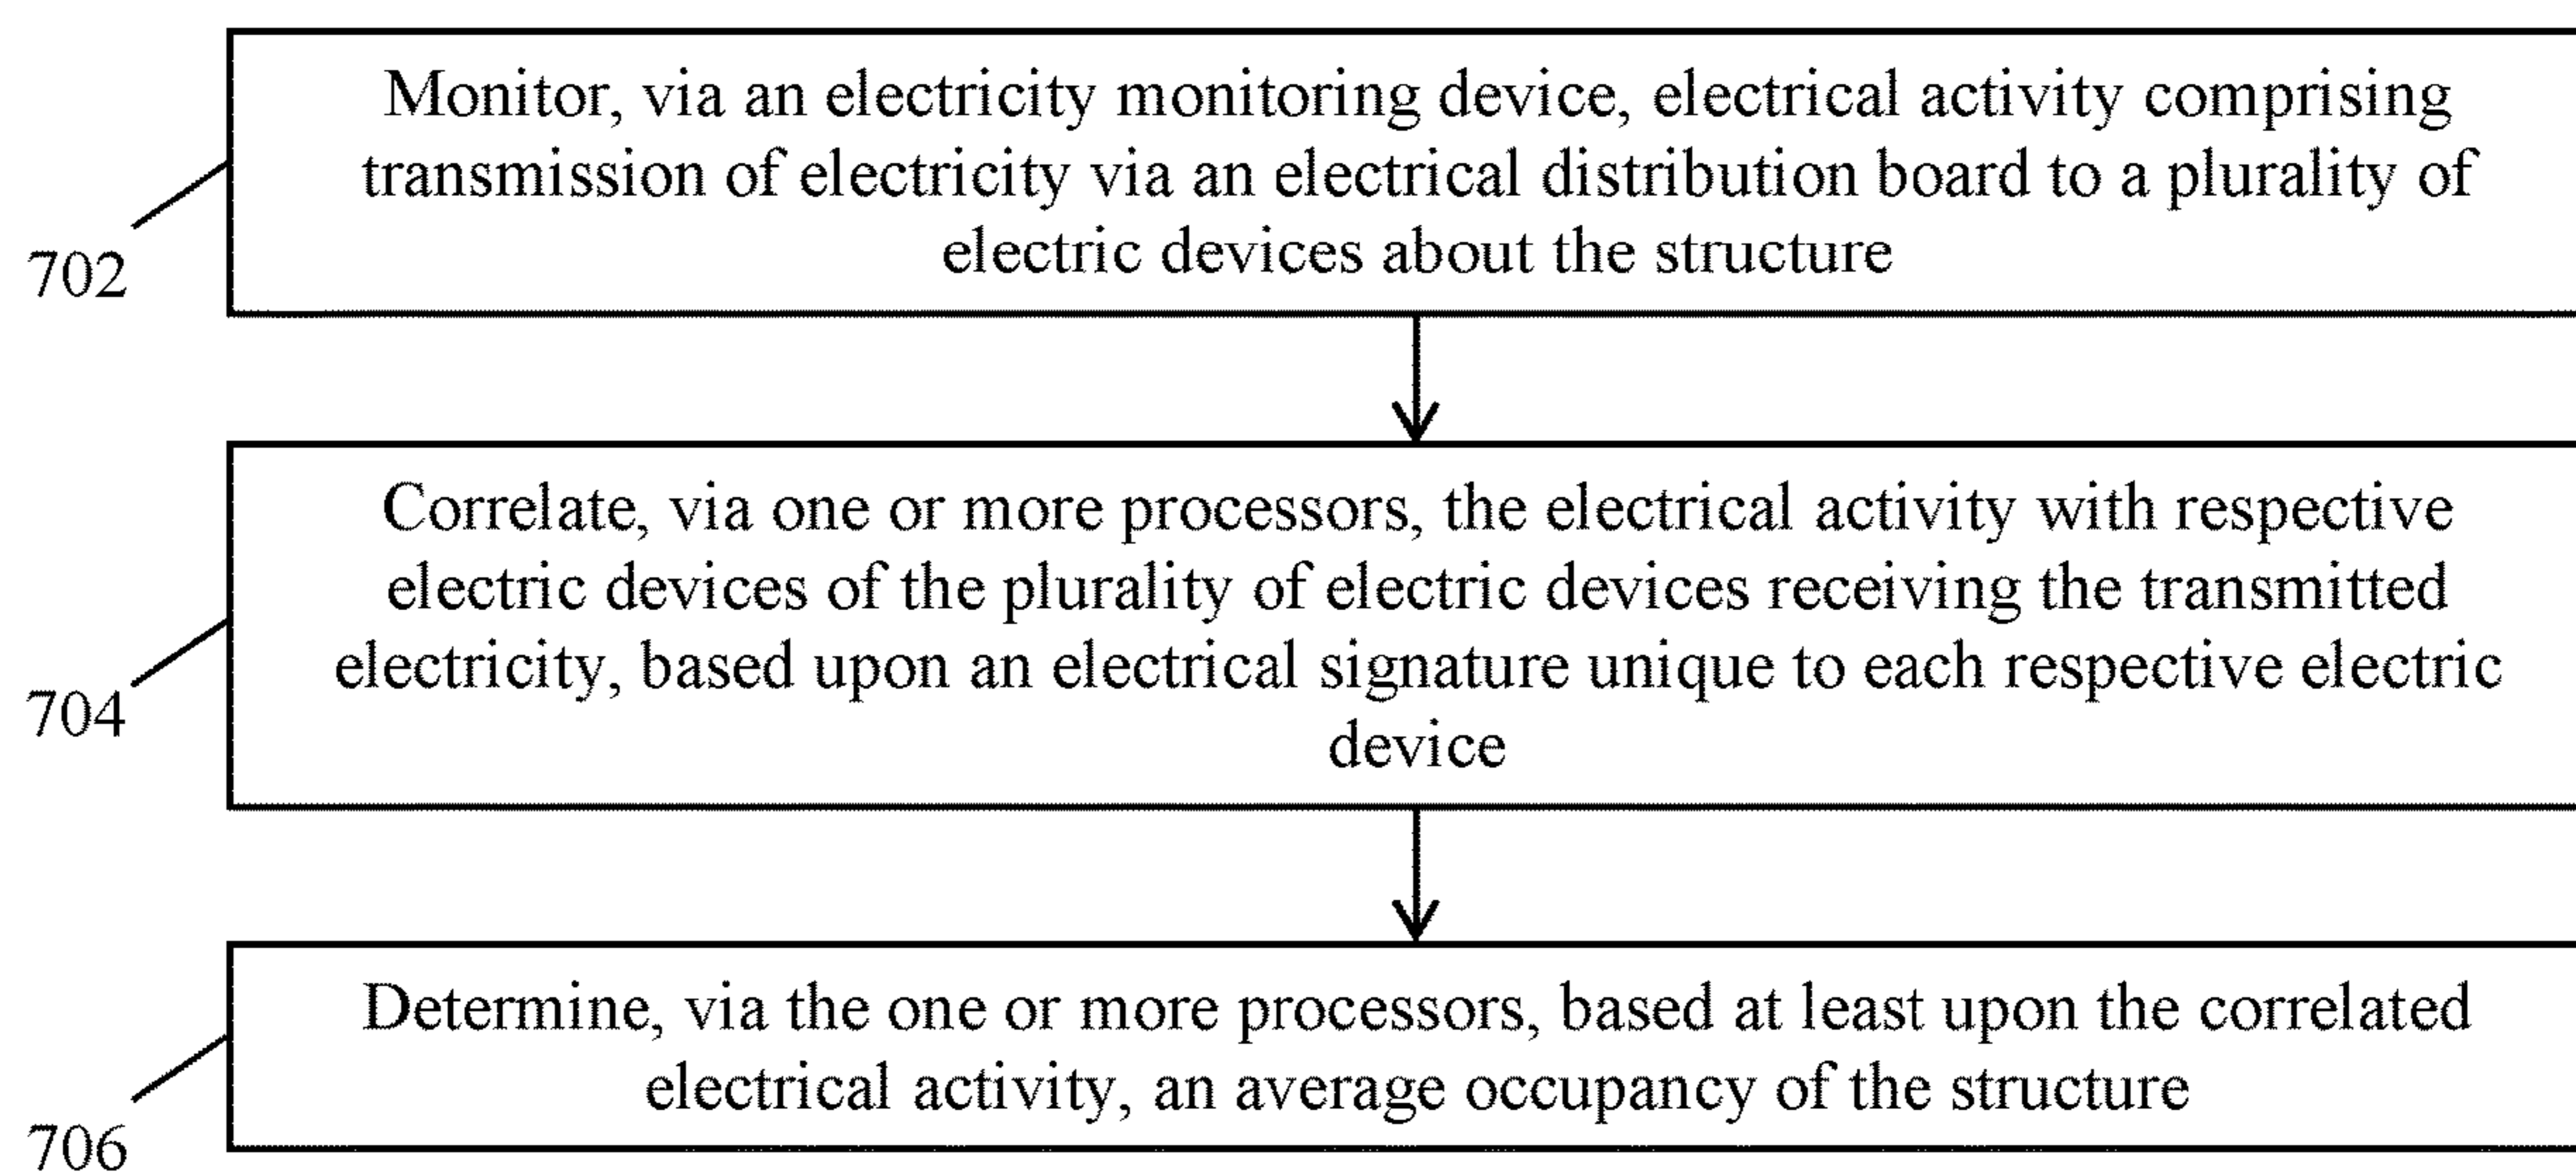 Monitor, via an electricity monitoring device, electrical activity comprising
transmission of electricity via an electrical distribution board to a plurality of
electric devices about the structure
702
Correlate, via one or more processors, the electrical activity with respective
electric devices of the plurality of electric devices receiving the transmitted
electricity, based upon an electrical signature unique to each respective electric
device
704
Determine, via the one or more processors, based at least upon the correlated
electrical activity, an average occupancy of the structure
706